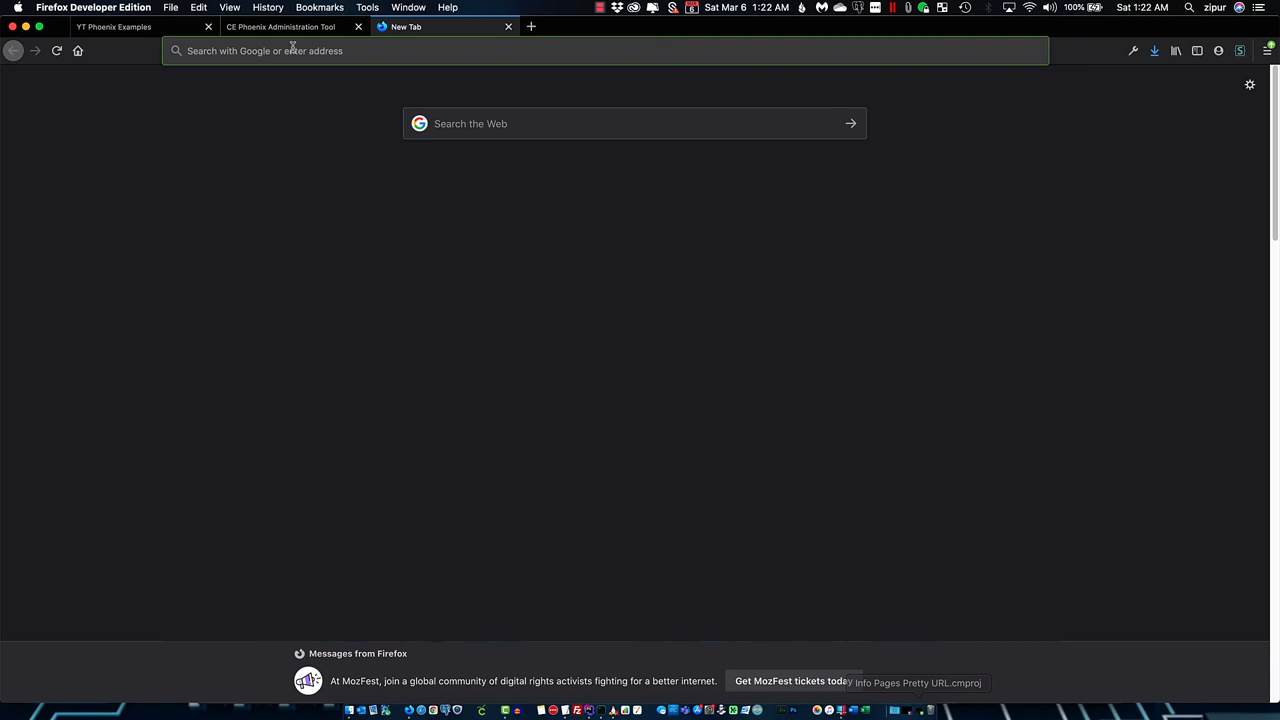 Firefox Developer Edition File Edit View History Bookmarks Tools Window Help
SAT 6 Sat Mar 6 1:22 AM 100% Sat 1:22 AM zipur
YT Phoenix Examples
CE Phoenix Administration Tool
New Tab
Search with Google or enter address
Search the Web
Messages from Firefox
At MozFest, join a global community of digital rights activists fighting for a better internet.
Get MozFest tickets today
Info Pages Pretty URL.cmproj